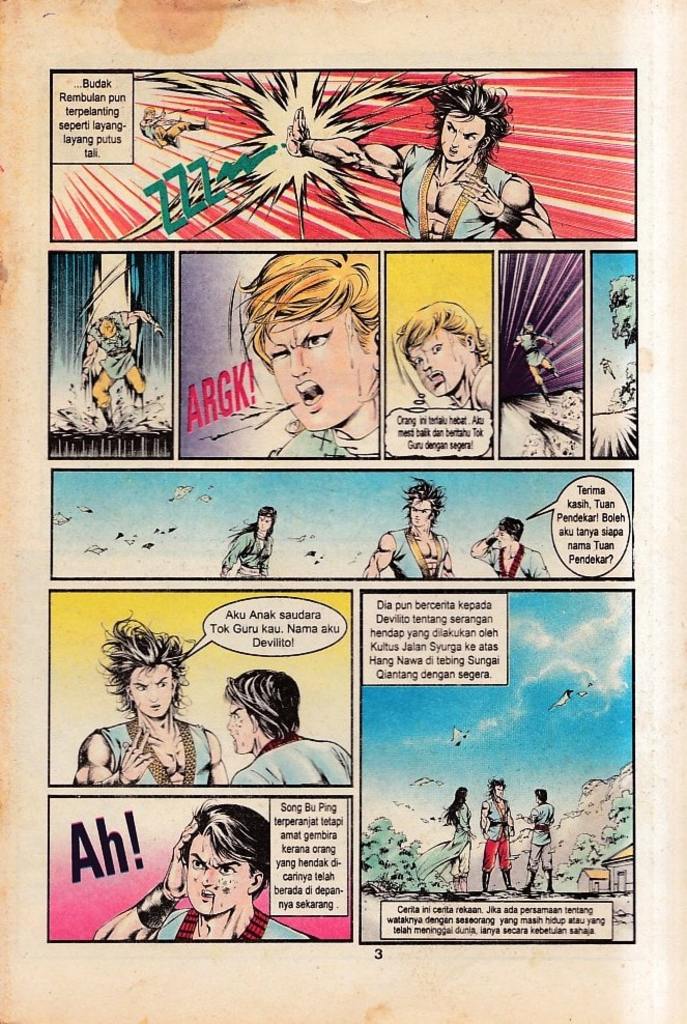 ...Budak
Rembulan pun
terpelanting
seperti layang-
layang putus
tali.
ZZZ
ARGK!
Orang ini terlalu hebat. Aku
mesti balik dan beritahu Tok
Guru dengan segera!
Terima
kasih, Tuan
Pendekar! Boleh
aku tanya siapa
nama Tuan
Pendekar?
Aku Anak saudara
Tok Guru kau. Nama aku
Devilito!
Dia pun bercerita kepada
Devilito tentang serangan
hendap yang dilakukan oleh
Kultus Jalan Syurga ke atas
Hang Nawa di tebing Sungai
Qiantang dengan segera.
Ah!
Song Bu Ping
terperanjat tetapi
amat gembira
kerana orang
yang hendak di-
carinya telah
berada di depan-
nya sekarang.
Cerita ini cerita rekaan. Jika ada persamaan tentang
wataknya dengan seseorang yang masih hidup atau yang
telah meninggal dunia, ianya secara kebetulan sahaja.
3